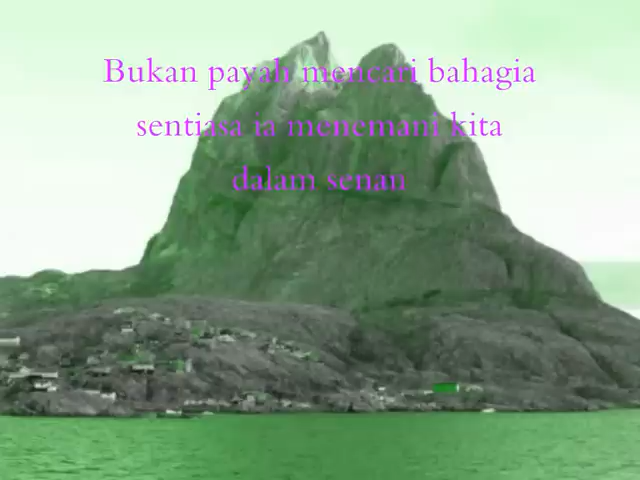 Bukan payah mencari bahagia
sentiasa ia menemani kita
dalam senan